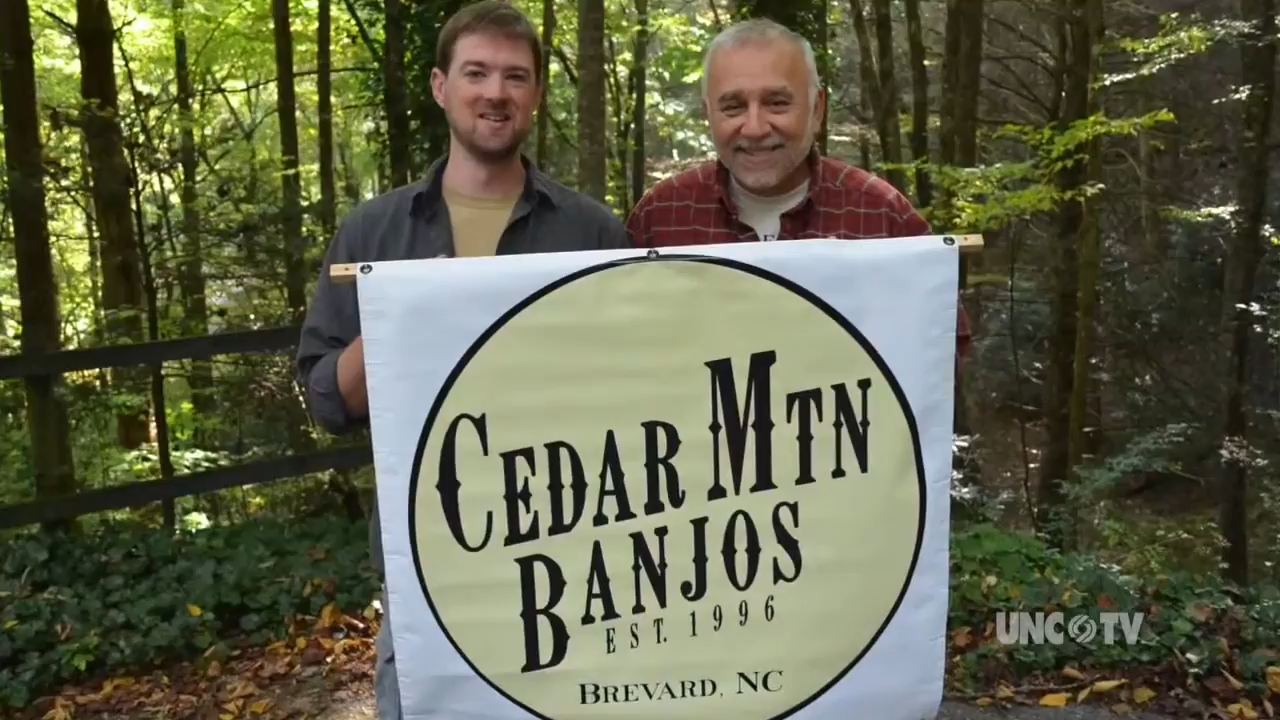 CEDAR MTN
BANJOS
EST. 1996
BREVARD, NC
UNC TV